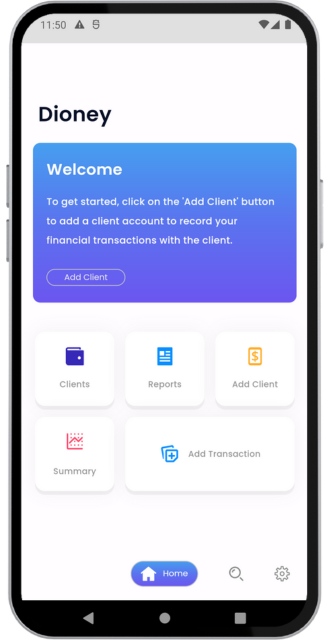 11:50
Dioney
Welcome
To get started, click on the 'Add Client' button
to add a client account to record your
financial transactions with the client.
Add Client
Clients
Reports
Add Client
Summary
Add Transaction
Home